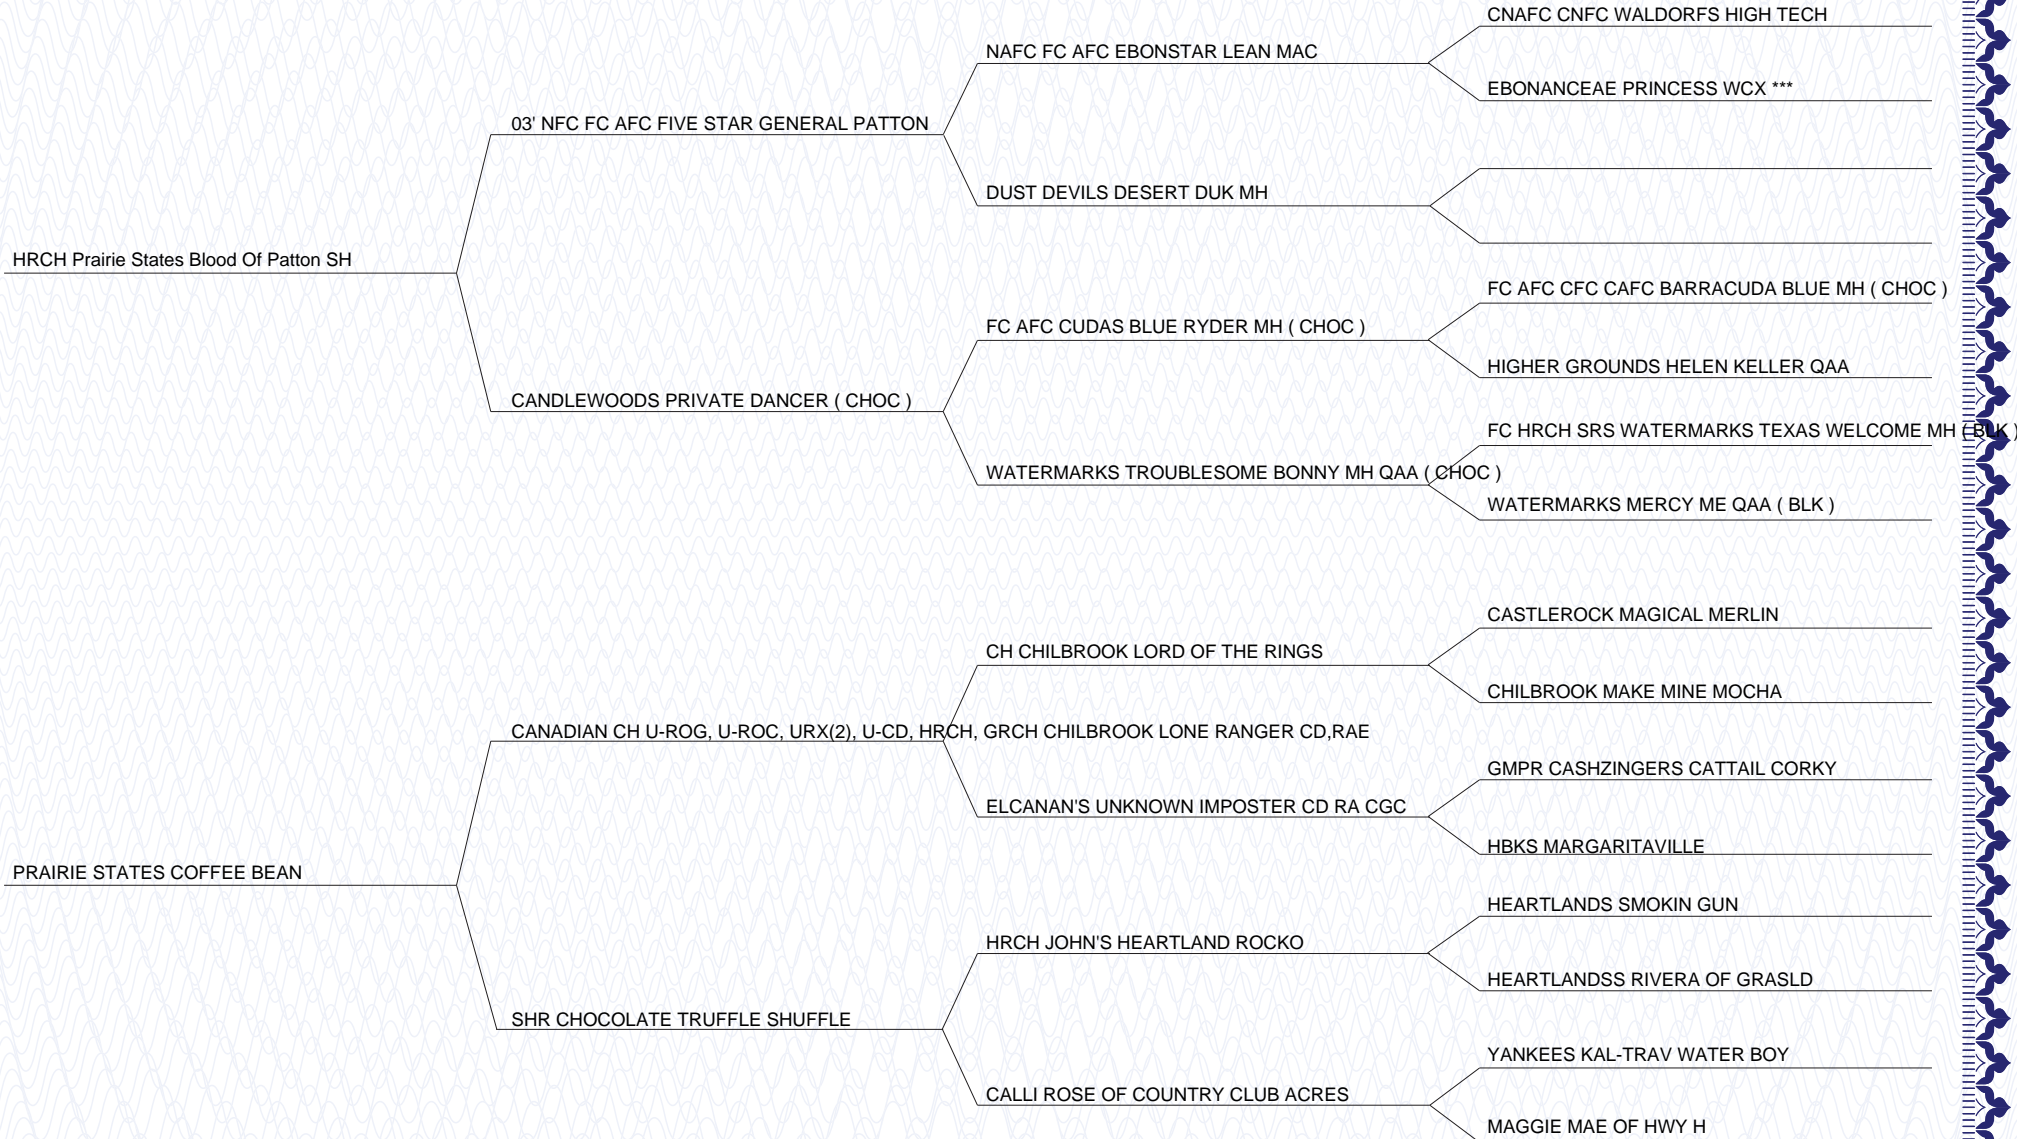 CNAFC CNFC WALDORFS HIGH TECH
NAFC FC AFC EBONSTAR LEAN MAC
EBONANCEAE PRINCESS WCX ***
03' NFC FC AFC FIVE STAR GENERAL PATTON
DUST DEVILS DESERT DUK MH
HRCH Prairie States Blood Of Patton SH
FC AFC CFC CAFC BARRACUDA BLUE MH ( CHOC )
FC AFC CUDAS BLUE RYDER MH ( CHOC )
HIGHER GROUNDS HELEN KELLER QAA
CANDLEWOODS PRIVATE DANCER ( CHOC )
FC HRCH SRS WATERMARKS TEXAS WELCOME MH ( BLK )
WATERMARKS TROUBLESOME BONNY MH QAA ( CHOC )
WATERMARKS MERCY ME QAA ( BLK )
CASTLEROCK MAGICAL MERLIN
CH CHILBROOK LORD OF THE RINGS
CHILBROOK MAKE MINE MOCHA
CANADIAN CH U-ROG, U-ROC, URX(2), U-CD, HRCH, GRCH CHILBROOK LONE RANGER CD,RAE
GMPR CASHZINGERS CATTAIL CORKY
ELCANAN'S UNKNOWN IMPOSTER CD RA CGC
HBKS MARGARITAVILLE
PRAIRIE STATES COFFEE BEAN
HEARTLANDS SMOKIN GUN
HRCH JOHN'S HEARTLAND ROCKO
HEARTLANDSS RIVERA OF GRASLD
SHR CHOCOLATE TRUFFLE SHUFFLE
YANKEES KAL-TRAV WATER BOY
CALLI ROSE OF COUNTRY CLUB ACRES
MAGGIE MAE OF HWY H